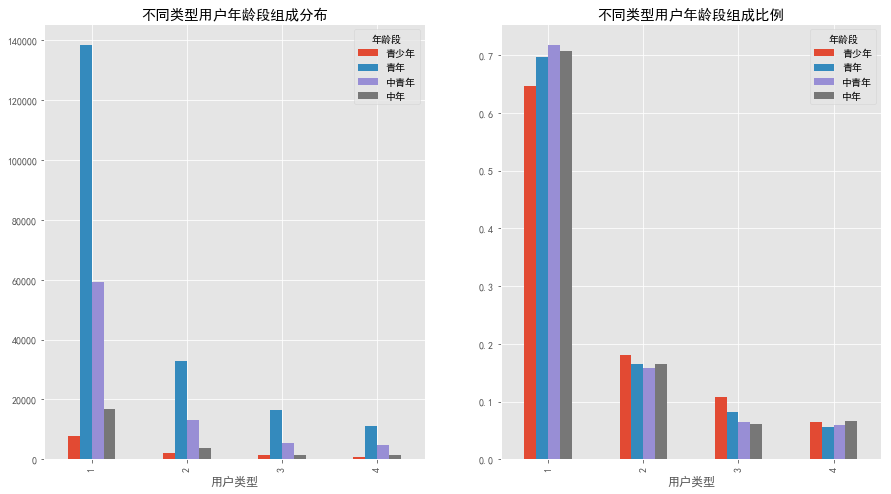 不同类型用户年龄段组成分布
140000
120000
100000
80000
60000
40000
20000
0
年龄段
青少年
青年
中青年
中年
1
2
3
4
用户类型
不同类型用户年龄段组成比例
0.7
0.6
0.5
0.4
0.3
0.2
0.1
0.0
年龄段
青少年
青年
中青年
中年
1
2
3
4
用户类型